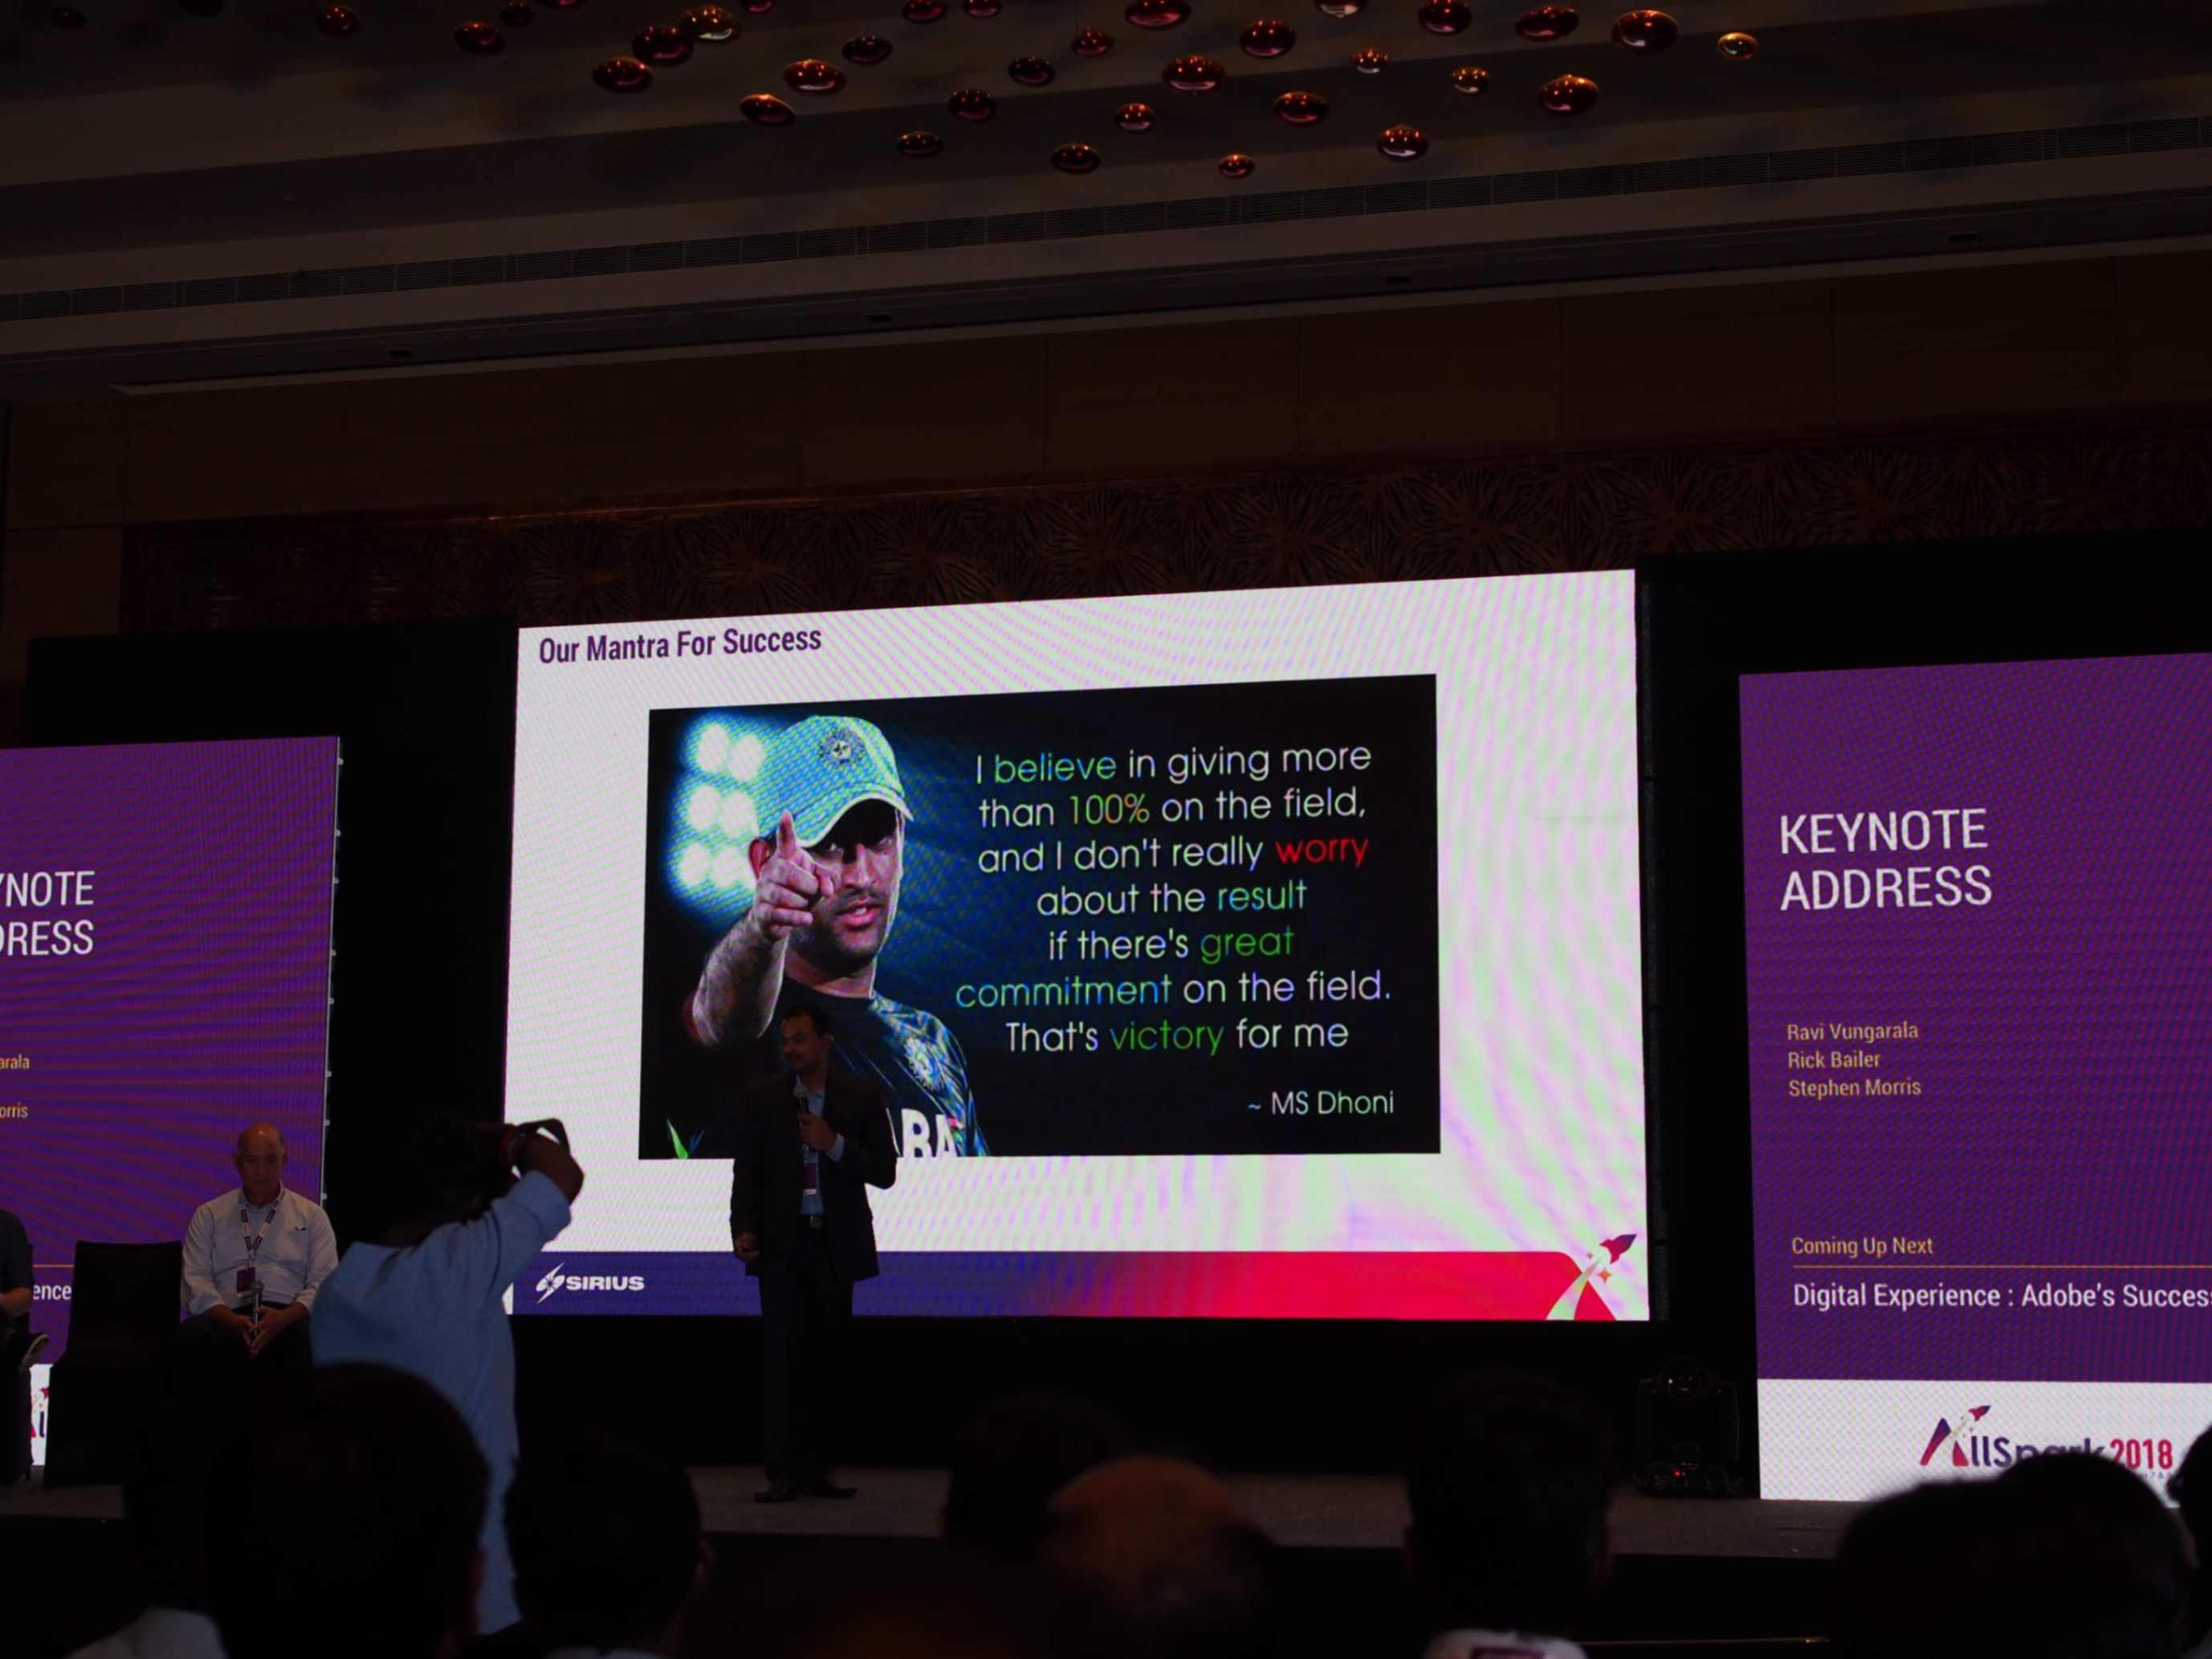 Our Mantra For Success
I believe in giving more
than 100% on the field,
and I don't really worry
about the result
if there's great
commitment on the field.
That's victory for me
~ MS Dhoni
SIRIUS
KEYNOTE
ADDRESS
Ravi Vungarala
Rick Bailer
Stephen Morris
Coming Up Next
Digital Experience : Adobe's Succes
2018
YNOTE
RESS
arala
orris
ence
RA